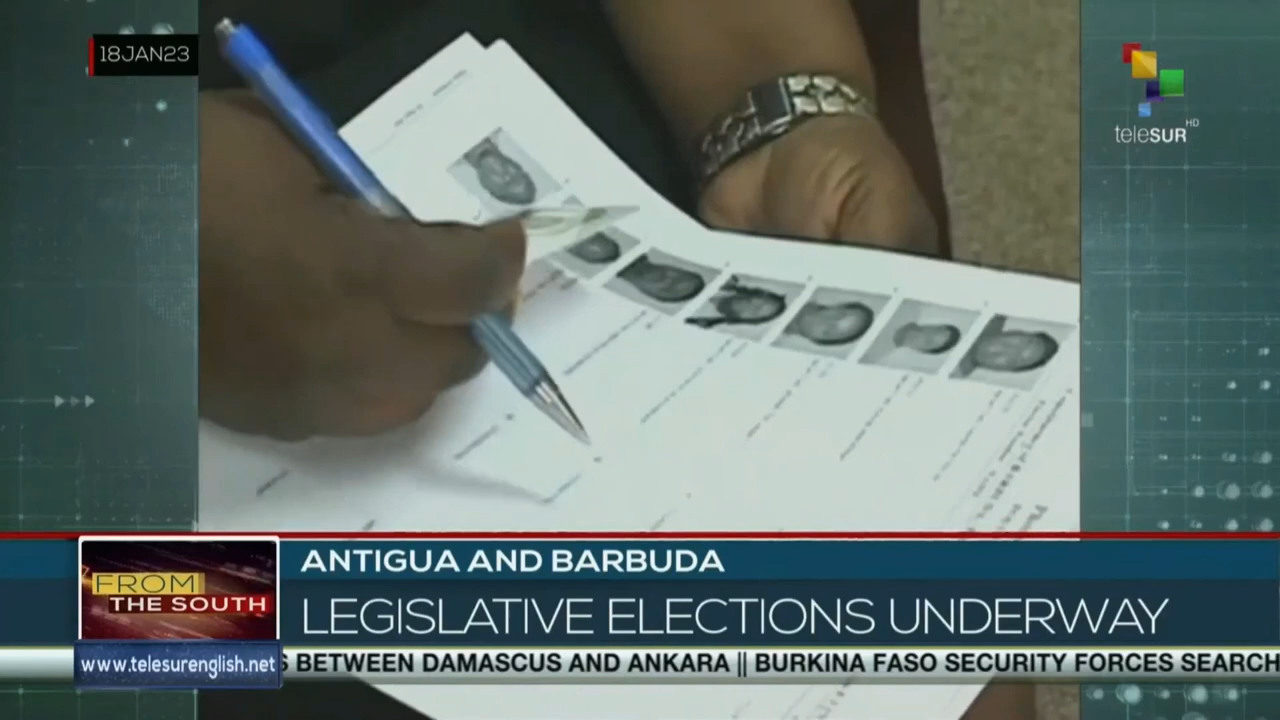 18JAN23
teleSUR HD
ANTIGUA AND BARBUDA
FROM
THE SOUTH
LEGISLATIVE ELECTIONS UNDERWAY
www.telesurenglish.net
S BETWEEN DAMASCUS AND ANKARA || BURKINA FASO SECURITY FORCES SEARCH